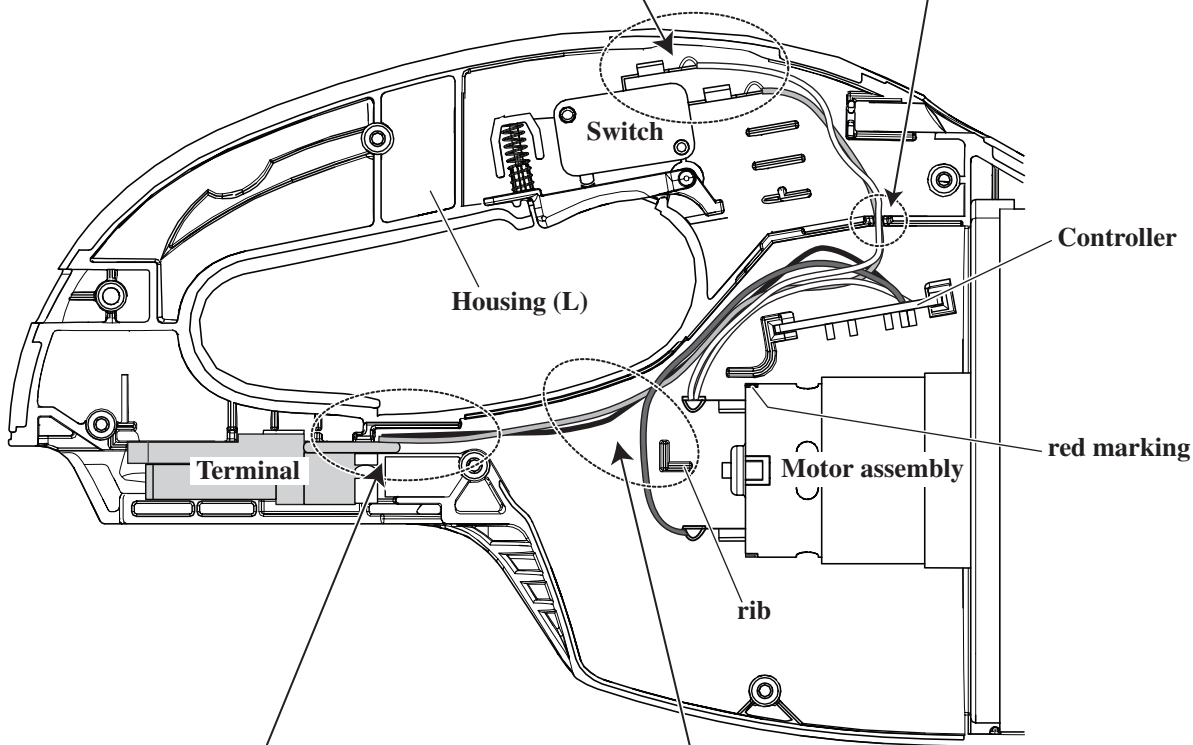 Switch
Controller
Housing (L)
red marking
Terminal
Motor assembly
rib